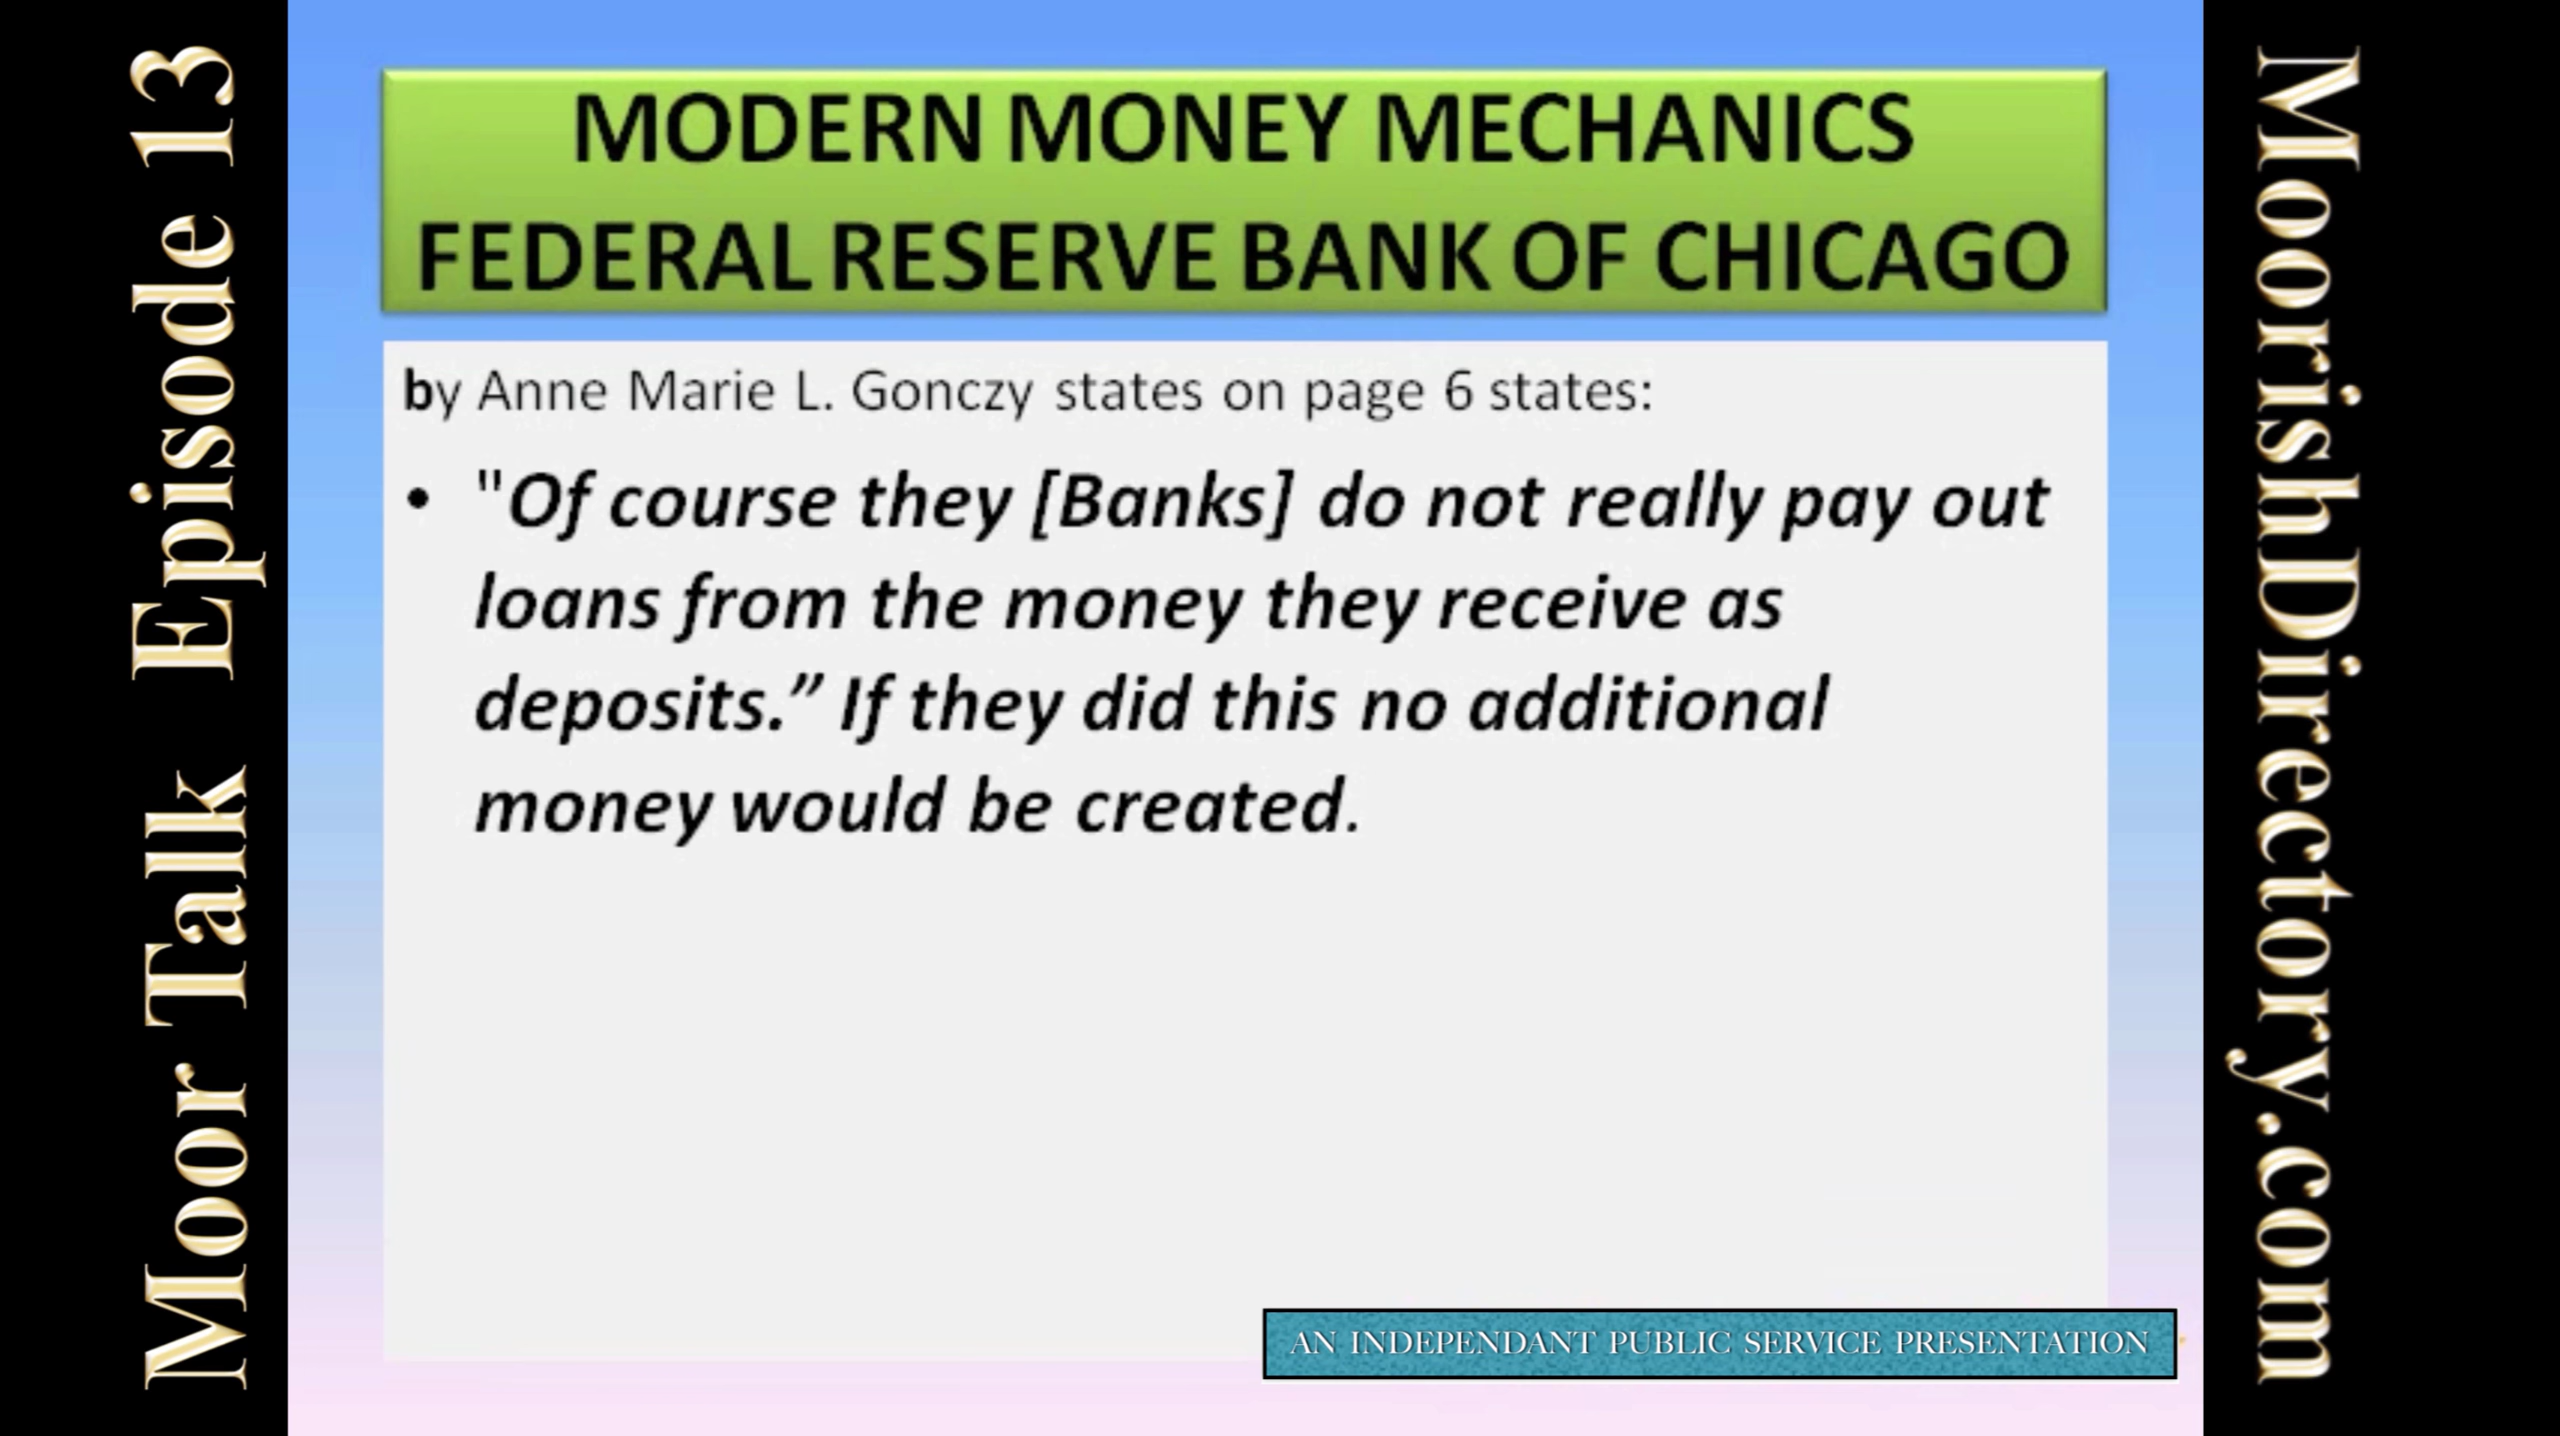 Moor Talk  Episode 13
MODERN MONEY MECHANICS
FEDERAL RESERVE BANK OF CHICAGO
by Anne Marie L. Gonczy states on page 6 states:
• "Of course they [Banks] do not really pay out
loans from the money they receive as
deposits.” If they did this no additional
money would be created.
AN INDEPENDANT PUBLIC SERVICE PRESENTATION
MoorishDirectory.com